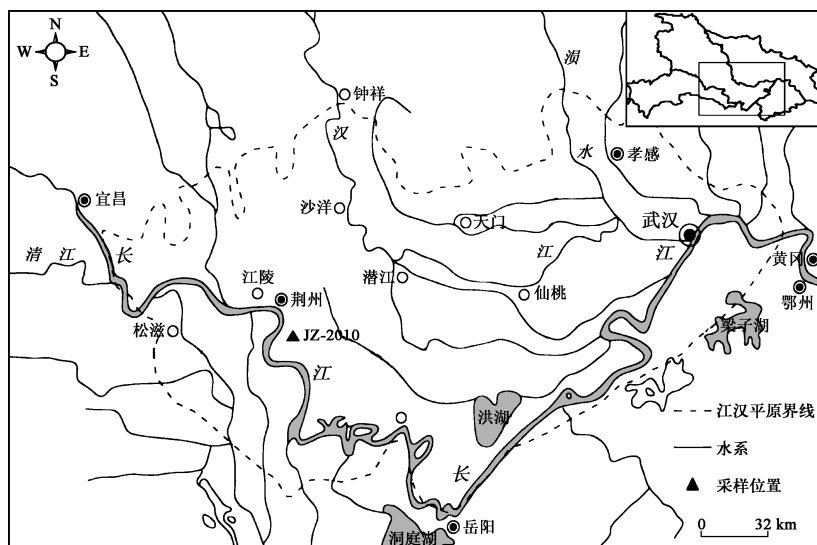 N
W E
S
钟祥
汉
涢
水
孝感
宜昌
沙洋
天门
武汉
清江
长
江
江
黄冈
潜江
江陵
荆州
仙桃
鄂州
松滋
JZ-2010
梁子湖
江
洪湖
江汉平原界线
长
水系
采样位置
岳阳
洞庭湖
0 32 km